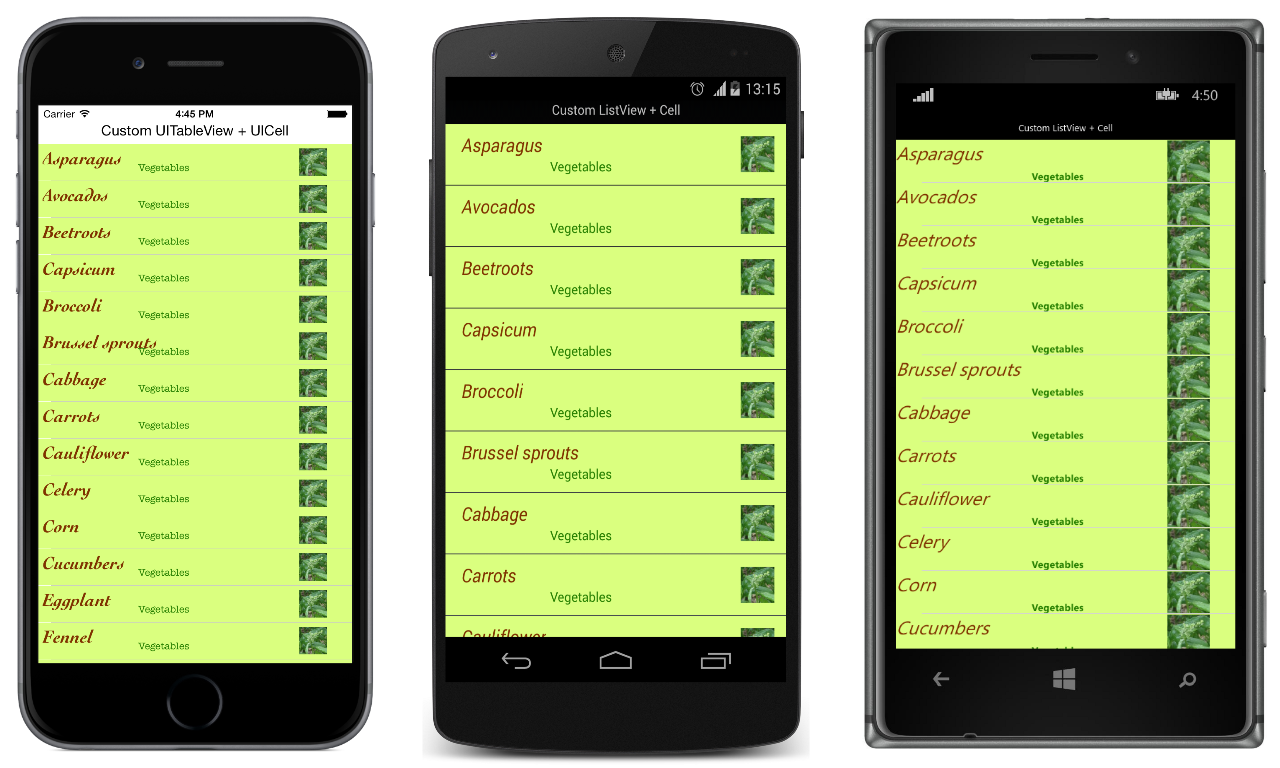 Carrier 4:45 PM
Custom UITableView + UICell
Asparagus
Vegetables
Avocados
Vegetables
Beetroots
Vegetables
Capsicum
Vegetables
Broccoli
Vegetables
Brussel sprouts
Vegetables
Cabbage
Vegetables
Carrots
Vegetables
Cauliflower
Vegetables
Celery
Vegetables
Corn
Vegetables
Cucumbers
Vegetables
Eggplant
Vegetables
Fennel
Vegetables
13:15
Custom ListView + Cell
Asparagus
Vegetables
Avocados
Vegetables
Beetroots
Vegetables
Capsicum
Vegetables
Broccoli
Vegetables
Brussel sprouts
Vegetables
Cabbage
Vegetables
Carrots
Vegetables
Cauliflower
4:50
Custom ListView + Cell
Asparagus
Vegetables
Avocados
Vegetables
Beetroots
Vegetables
Capsicum
Vegetables
Broccoli
Vegetables
Brussel sprouts
Vegetables
Cabbage
Vegetables
Carrots
Vegetables
Cauliflower
Vegetables
Celery
Vegetables
Corn
Vegetables
Cucumbers